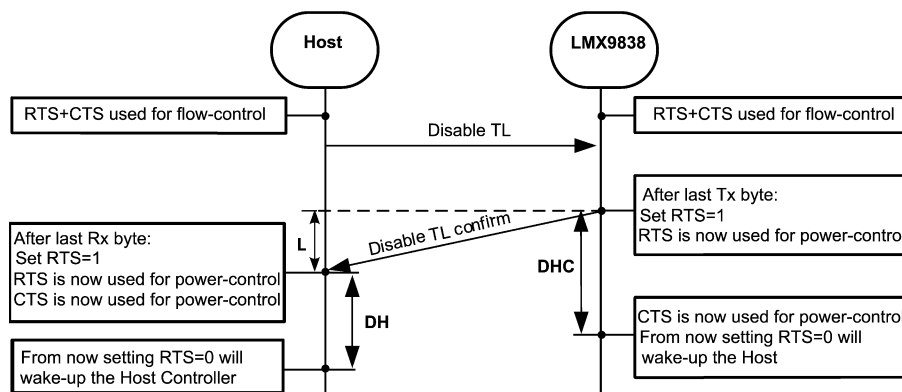 Host
LMX9838
RTS+CTS used for flow-control
RTS+CTS used for flow-control
Disable TL
After last Tx byte:
Set RTS=1
RTS is now used for power-contro
Disable TL confirm
L
After last Rx byte:
Set RTS=1
RTS is now used for power-control
CTS is now used for power-control
DHC
DH
CTS is now used for power-contro
From now setting RTS=0 will
wake-up the Host
From now setting RTS=0 will
wake-up the Host Controller